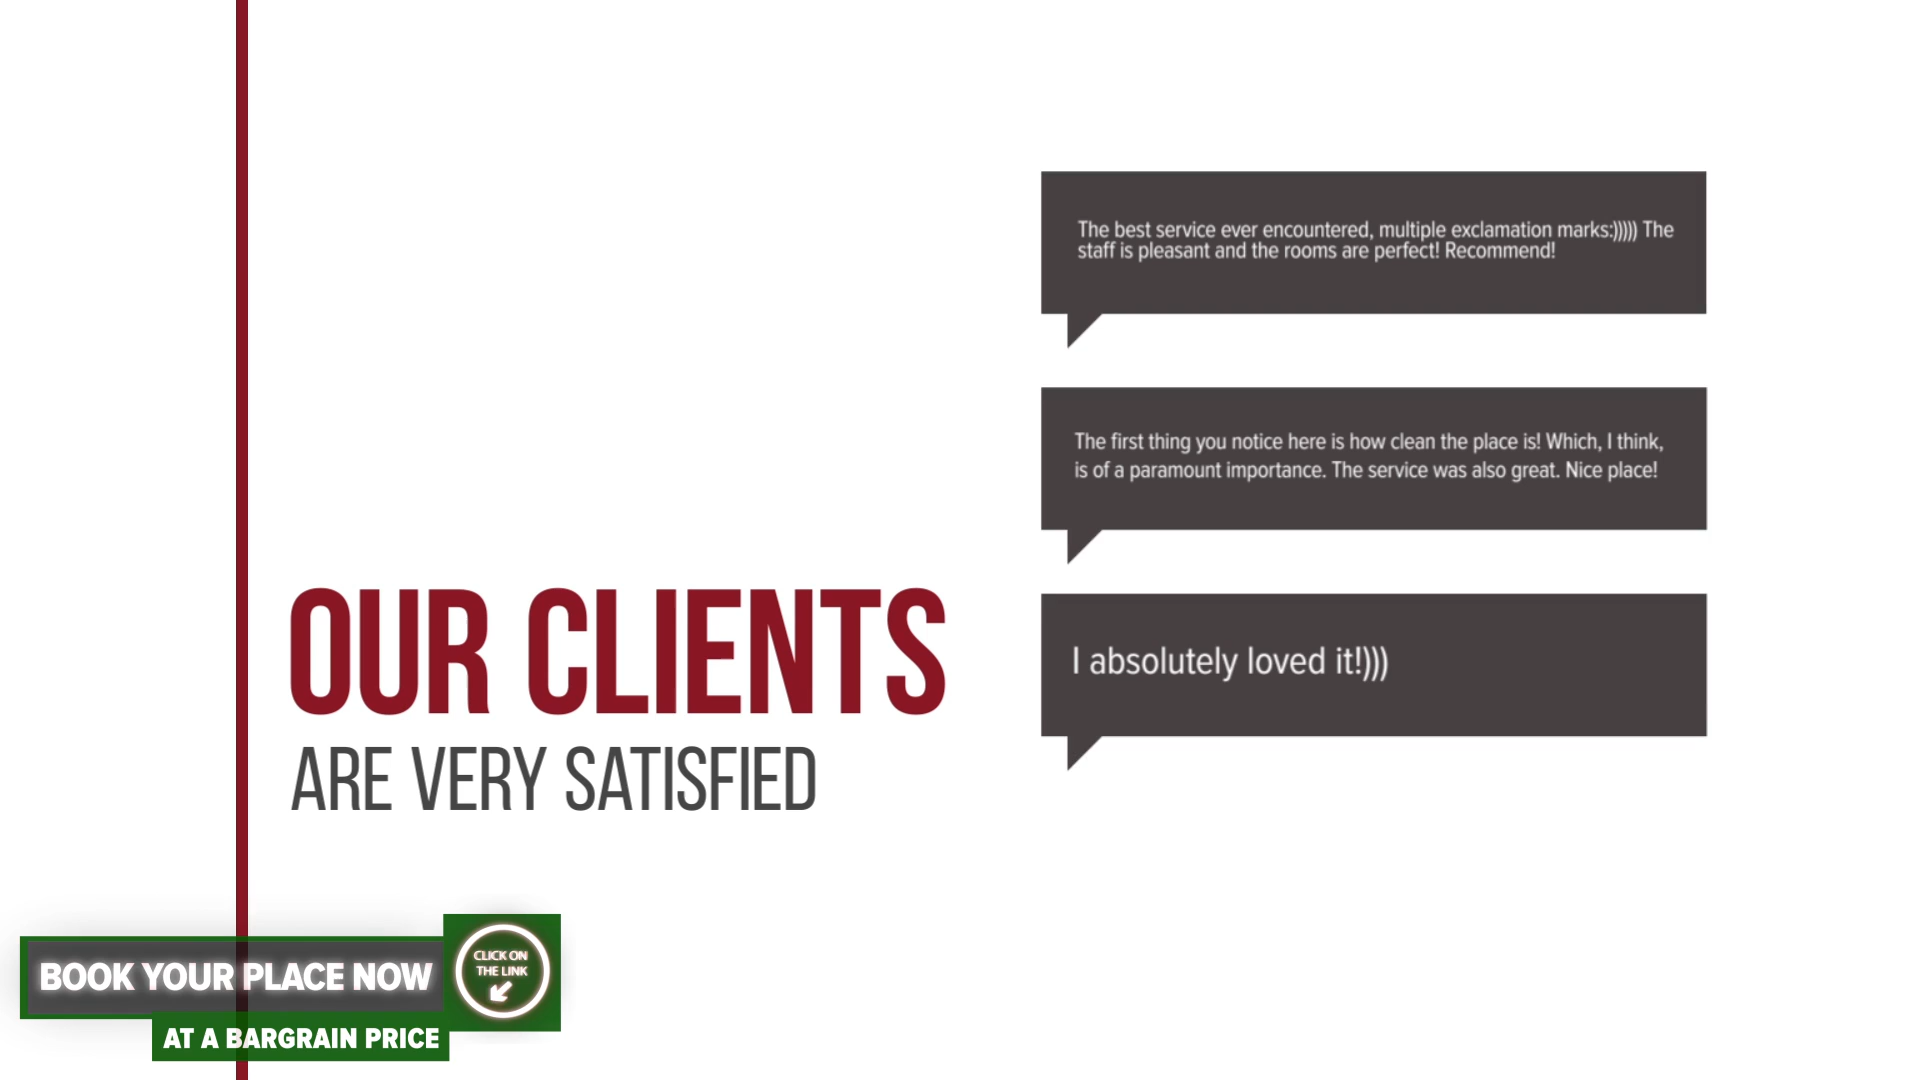 The best service ever encountered, multiple exclamation marks:))))) The
staff is pleasant and the rooms are perfect! Recommend!
The first thing you notice here is how clean the place is! Which, I think,
is of a paramount importance. The service was also great. Nice place!
I absolutely loved it!)))
OUR CLIENTS
ARE VERY SATISFIED
BOOK YOUR PLACE NOW
CLICK ON
THE LINK
AT A BARGRAIN PRICE